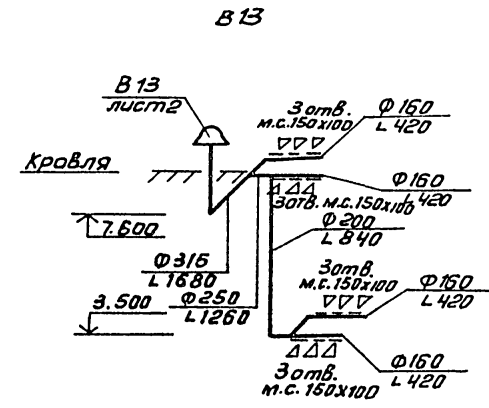 В13
В13
лист2
3отв.
м.с.150х100
Ф160
L420
Кровля
Ф160
L420
3отв. м.с.150х100
7.600
Ф200
L840
Ф315
L1680
3отв.
м.с.150х100
Ф160
L420
3.500
Ф250
L1260
Ф160
L420
3отв.
м.с. 150х100